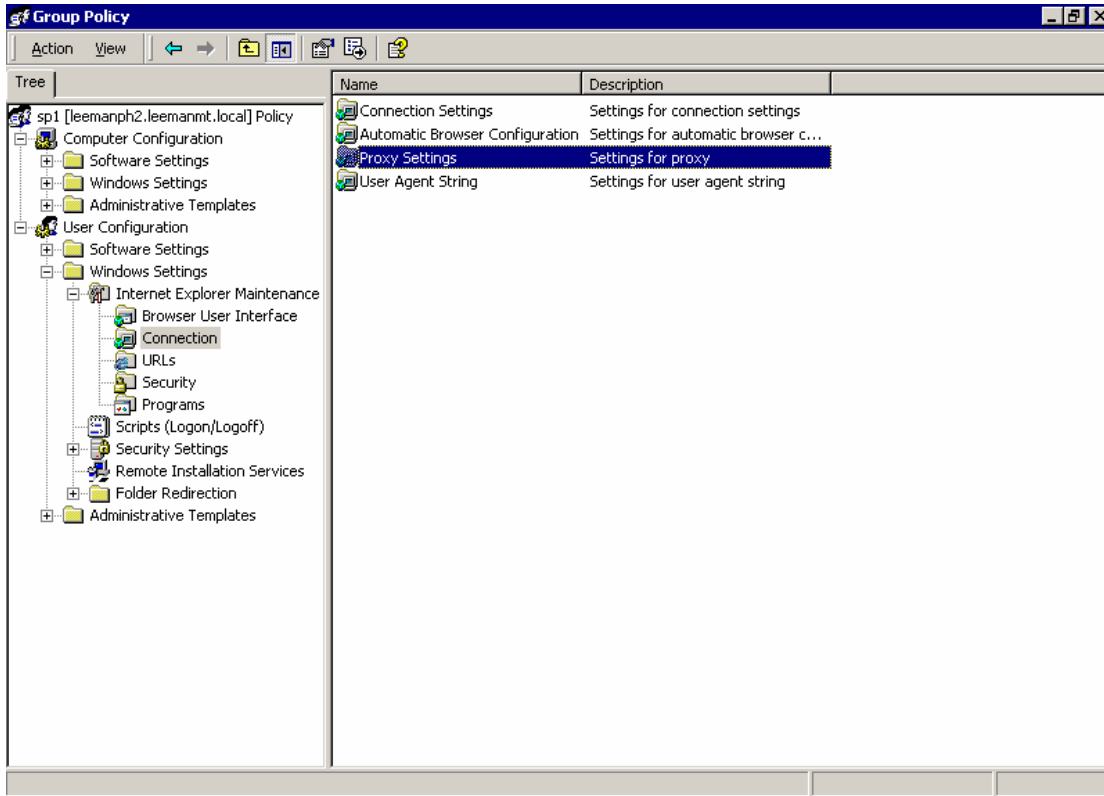 Group Policy
Action View
Tree
sp1 [leemanph2.leemanmt.local] Policy
Computer Configuration
Software Settings
Windows Settings
Administrative Templates
User Configuration
Software Settings
Windows Settings
Internet Explorer Maintenance
Browser User Interface
Connection
URLs
Security
Programs
Scripts (Logon/Logoff)
Security Settings
Remote Installation Services
Folder Redirection
Administrative Templates
Name Description
Connection Settings Settings for connection settings
Automatic Browser Configuration Settings for automatic browser c...
Proxy Settings Settings for proxy
User Agent String Settings for user agent string